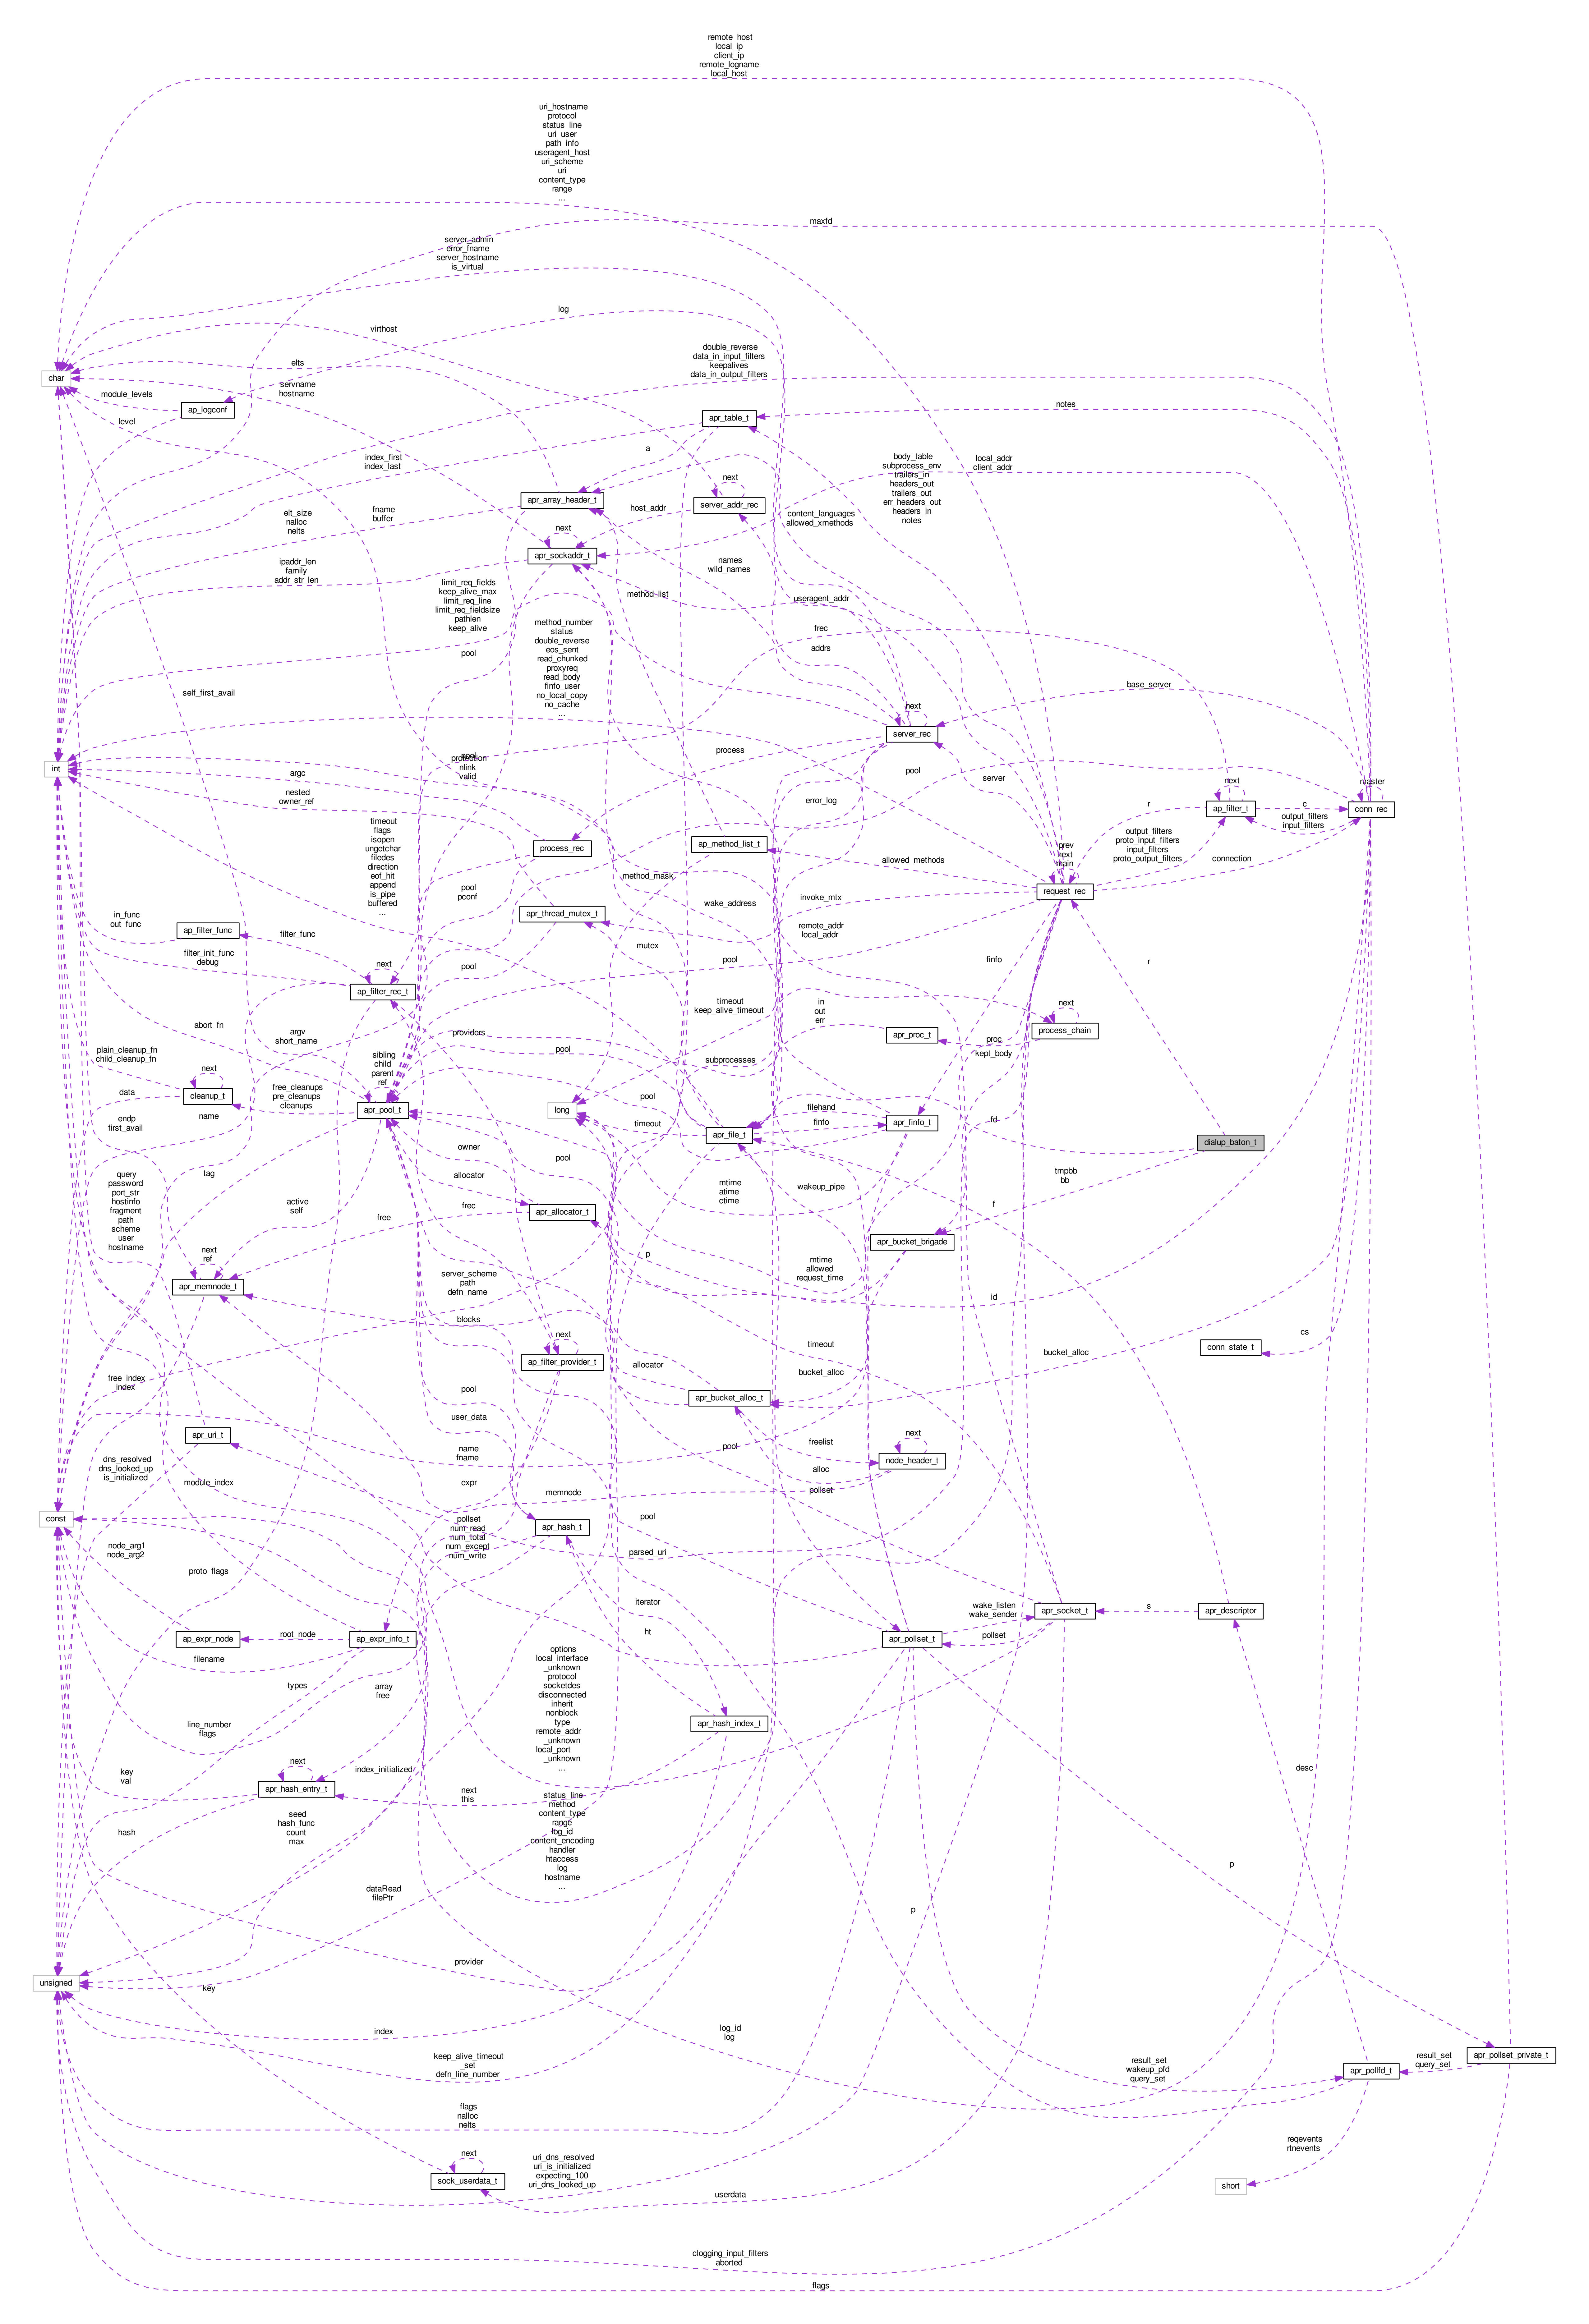 remote_host
local_ip
client_ip
remote_logname
local_host
uri_hostname
protocol
status_line
uri_user
path_info
useragent_host
uri_scheme
uri
content_type
range
...
maxfd
server_admin
error_fname
server_hostname
is_virtual
log
virthost
double_reverse
data_in_input_filters
keepalives
data_in_output_filters
elts
char
servname
hostname
module_levels
ap_logconf
notes
apr_table_t
level
a
index_first
index_last
body_table
subprocess_env
trailers_in
headers_out
trailers_out
err_headers_out
headers_in
notes
local_addr
client_addr
next
server_addr_rec
apr_array_header_t
host_addr
fname
buffer
elt_size
nalloc
nelts
content_languages
allowed_xmethods
next
apr_sockaddr_t
ipaddr_len
family
addr_str_len
names
wild_names
limit_req_fields
keep_alive_max
limit_req_line
limit_req_fieldsize
pathlen
keep_alive
method_list
useragent_addr
frec
method_number
status
double_reverse
eos_sent
read_chunked
proxyreq
read_body
finfo_user
no_local_copy
no_cache
...
addrs
pool
base_server
self_first_avail
next
server_rec
process
pool
protection
nlink
valid
int
argc
pool
server
next
ap_filter_t
master
conn_rec
nested
owner_ref
error_log
r
c
output_filters
input_filters
timeout
flags
isopen
ungetchar
filedes
direction
eof_hit
append
is_pipe
buffered
...
process_rec
ap_method_list_t
output_filters
proto_input_filters
input_filters
proto_output_filters
prev
next
main
request_rec
connection
allowed_methods
method_mask
pool
pconf
wake_address
invoke_mtx
in_func
out_func
ap_filter_func
filter_func
apr_thread_mutex_t
remote_addr
local_addr
mutex
filter_init_func
debug
next
ap_filter_rec_t
pool
pool
finfo
r
timeout
keep_alive_timeout
in
out
err
next
process_chain
abort_fn
argv
short_name
providers
apr_proc_t
proc
kept_body
plain_cleanup_fn
child_cleanup_fn
sibling
child
parent
ref
pool
subprocesses
next
cleanup_t
data
free_cleanups
pre_cleanups
cleanups
apr_pool_t
name
pool
long
filehand
apr_finfo_t
fd
endp
first_avail
timeout
apr_file_t
finfo
dialup_baton_t
owner
pool
tag
query
password
port_str
hostinfo
fragment
path
scheme
user
hostname
allocator
wakeup_pipe
tmpbb
bb
mtime
atime
ctime
f
active
self
frec
free
apr_allocator_t
apr_bucket_brigade
next
ref
apr_memnode_t
p
server_scheme
path
defn_name
mtime
allowed
request_time
id
blocks
next
ap_filter_provider_t
timeout
cs
conn_state_t
bucket_alloc
allocator
bucket_alloc
free_index
index
pool
apr_bucket_alloc_t
user_data
apr_uri_t
freelist
next
node_header_t
name
fname
pool
dns_resolved
dns_looked_up
is_initialized
alloc
module_index
expr
memnode
pollset
const
pollset
num_read
num_total
num_except
num_write
apr_hash_t
pool
node_arg1
node_arg2
parsed_uri
proto_flags
iterator
wake_listen
wake_sender
apr_socket_t
s
apr_descriptor
ap_expr_node
root_node
ap_expr_info_t
ht
apr_pollset_t
pollset
filename
options
local_interface
_unknown
protocol
socketdes
disconnected
inherit
nonblock
type
remote_addr
_unknown
local_port
_unknown
...
types
array
free
line_number
flags
apr_hash_index_t
index_initialized
key
val
next
apr_hash_entry_t
desc
next
this
status_line
method
content_type
range
log_id
content_encoding
handler
htaccess
log
hostname
...
seed
hash_func
count
max
hash
p
dataRead
filePtr
p
provider
unsigned
key
index
log_id
log
keep_alive_timeout
_set
defn_line_number
result_set
wakeup_pfd
query_set
apr_pollfd_t
result_set
query_set
apr_pollset_private_t
flags
nalloc
nelts
reqevents
rtnevents
next
sock_userdata_t
uri_dns_resolved
uri_is_initialized
expecting_100
uri_dns_looked_up
userdata
short
clogging_input_filters
aborted
flags